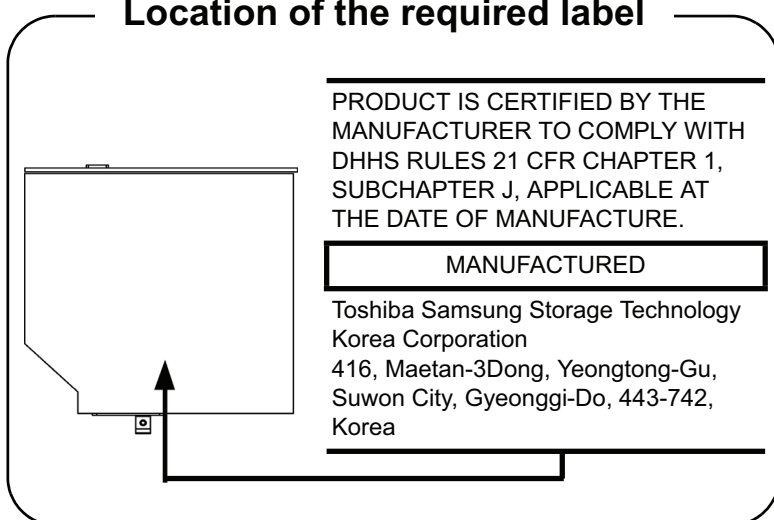 Location of the required label
PRODUCT IS CERTIFIED BY THE
MANUFACTURER TO COMPLY WITH
DHHS RULES 21 CFR CHAPTER 1,
SUBCHAPTER J, APPLICABLE AT
THE DATE OF MANUFACTURE.
MANUFACTURED
Toshiba Samsung Storage Technology
Korea Corporation
416, Maetan-3Dong, Yeongtong-Gu,
Suwon City, Gyeonggi-Do, 443-742,
Korea